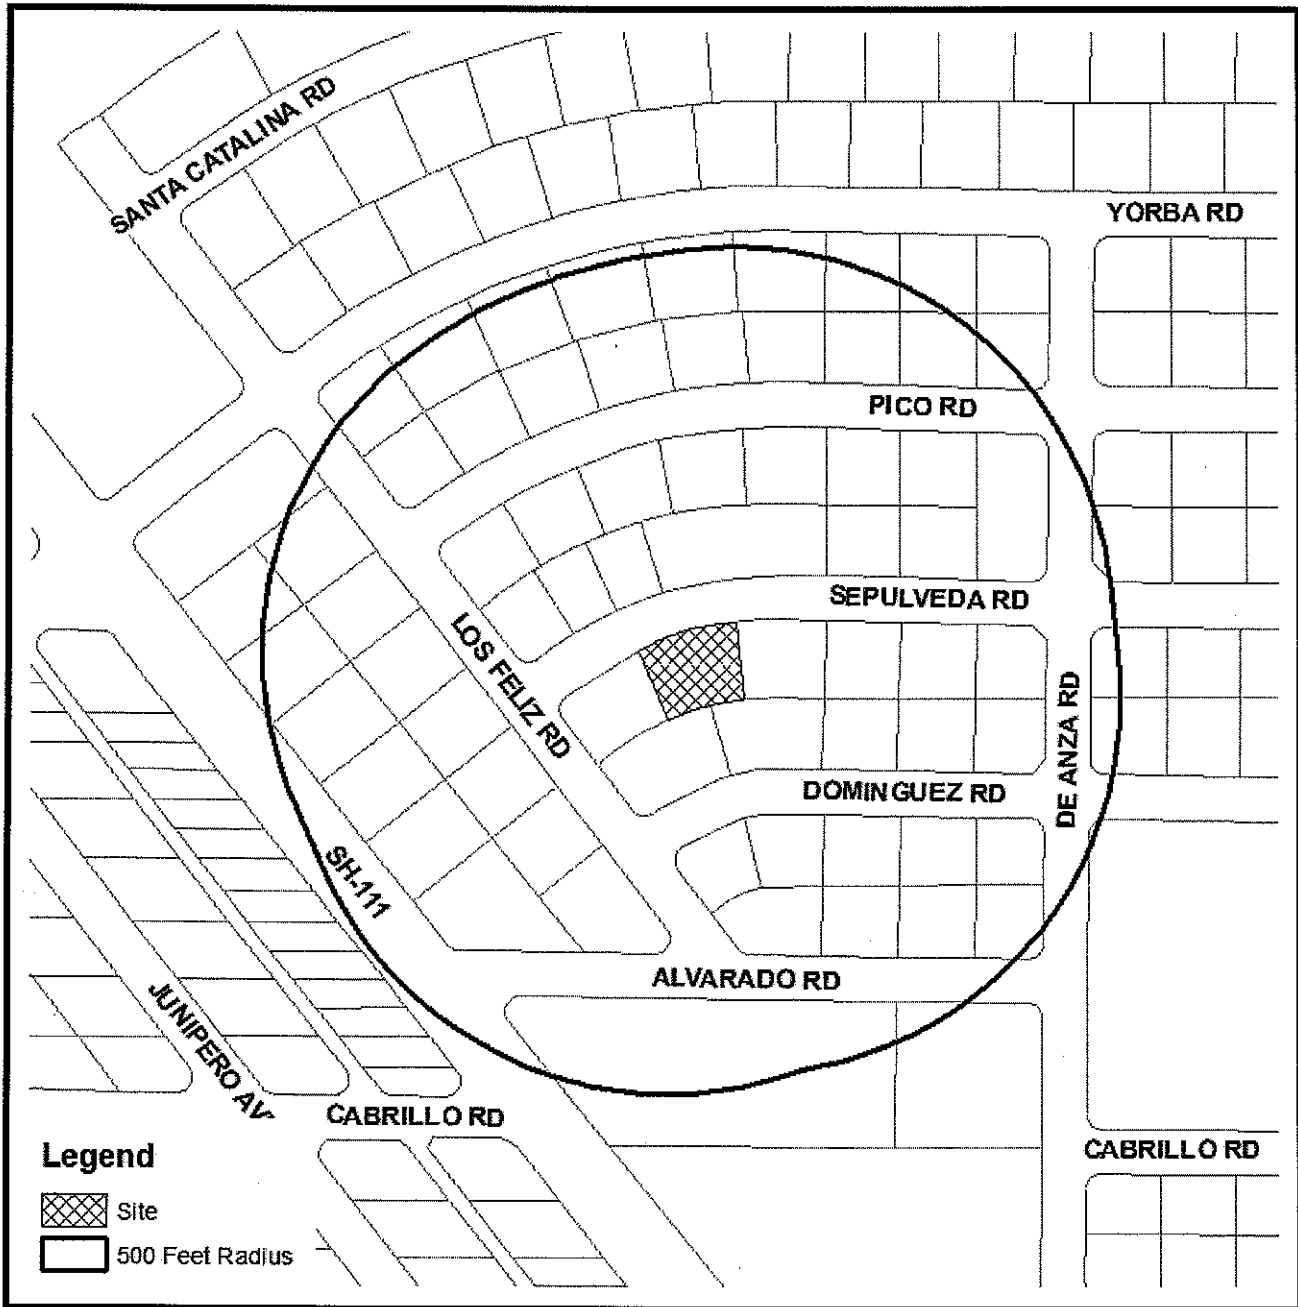 SANTA CATALINA RD
YORBA RD
PICO RD
SEPULVEDA RD
LOS FELIZ RD
DE ANZA RD
DOMINGUEZ RD
SH-111
ALVARADO RD
JUNIPERO AV
CABRILLO RD
CABRILLO RD
Legend
Site
500 Feet Radius